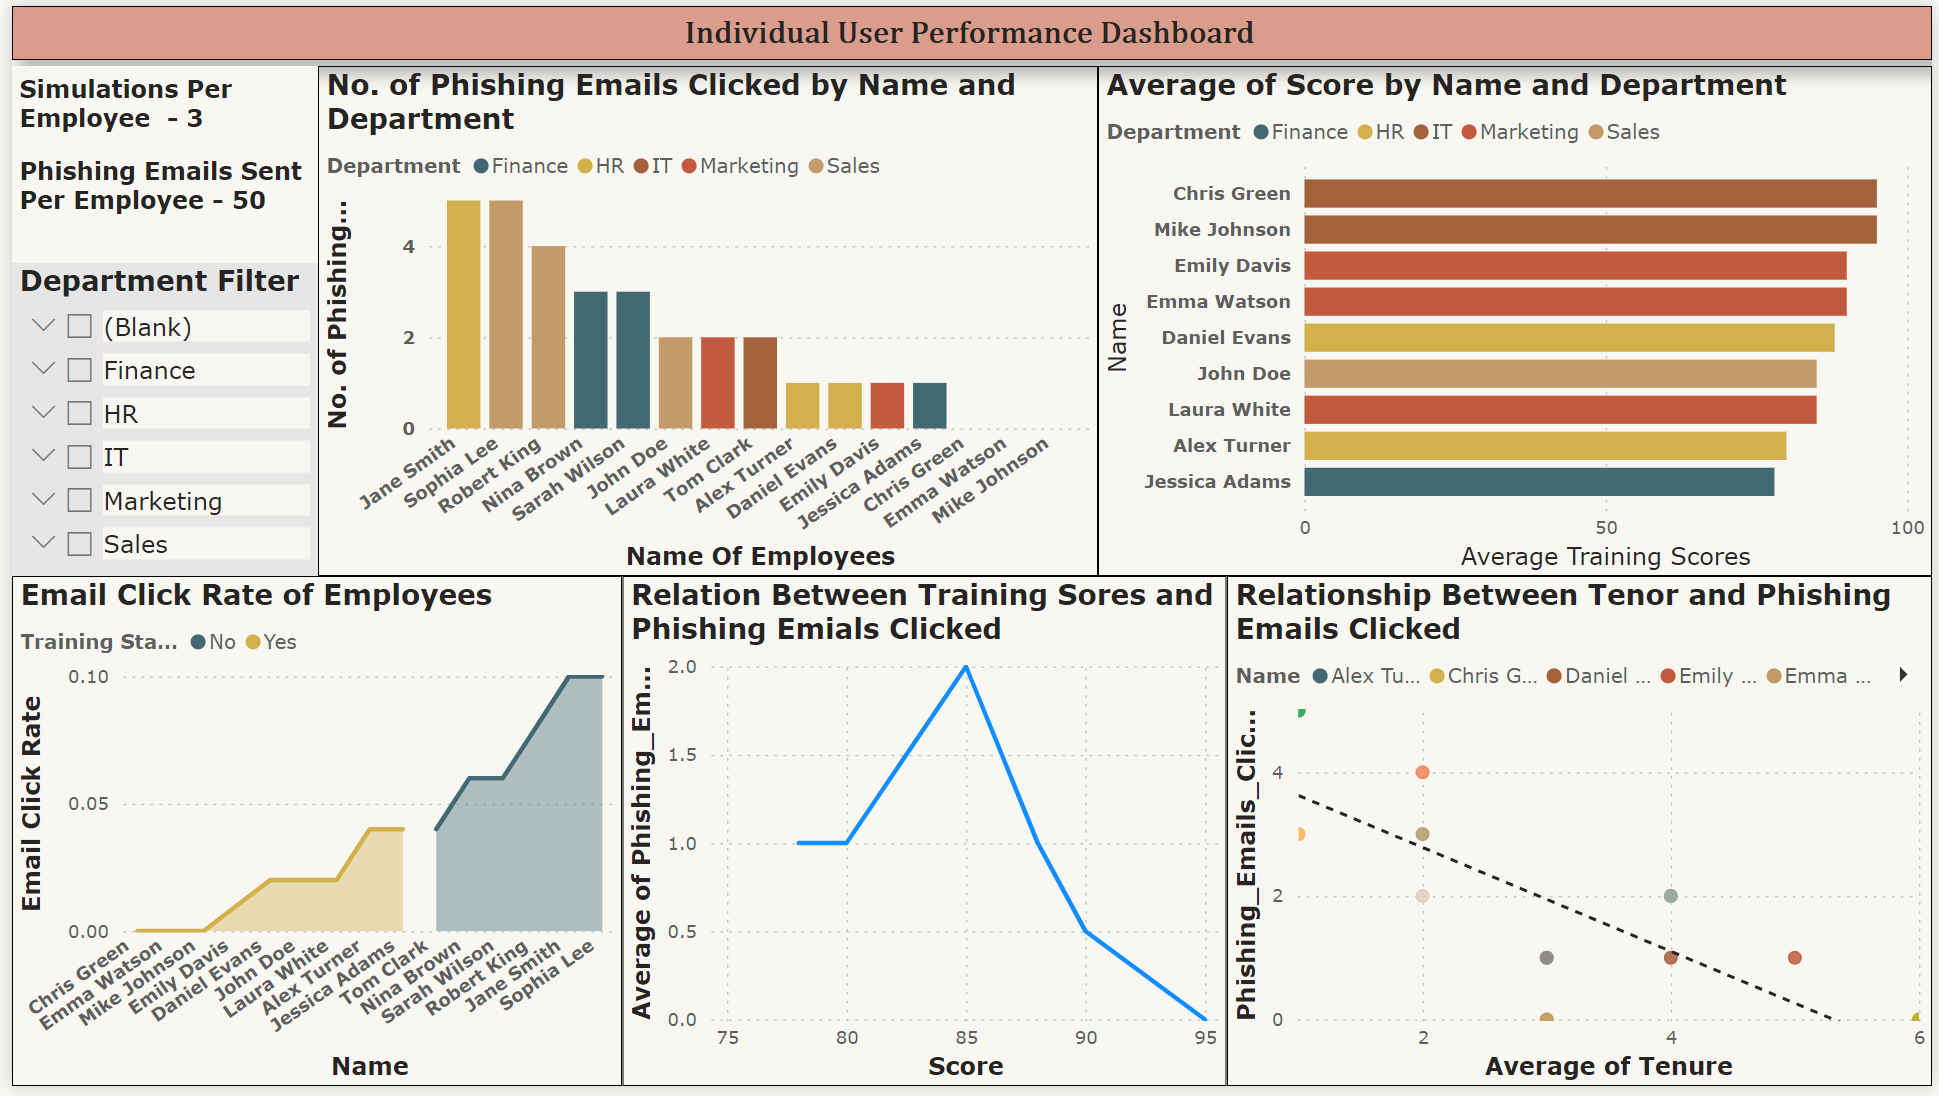 Individual User Performance Dashboard
Simulations Per
Employee - 3
Phishing Emails Sent
Per Employee - 50
Department Filter
(Blank)
Finance
HR
IT
Marketing
Sales
No. of Phishing Emails Clicked by Name and
Department
Department Finance HR IT Marketing Sales
No. of Phishing...
4
2
0
Jane Smith
Sophia Lee
Robert King
Nina Brown
Sarah Wilson
John Doe
Laura White
Tom Clark
Alex Turner
Daniel Evans
Emily Davis
Jessica Adams
Chris Green
Emma Watson
Mike Johnson
Name Of Employees
Average of Score by Name and Department
Department Finance HR IT Marketing Sales
Name
Chris Green
Mike Johnson
Emily Davis
Emma Watson
Daniel Evans
John Doe
Laura White
Alex Turner
Jessica Adams
0 50 100
Average Training Scores
Email Click Rate of Employees
Training Sta... No Yes
Email Click Rate
0.10
0.05
0.00
Chris Green
Emma Watson
Mike Johnson
Emily Davis
Daniel Evans
John Doe
Laura White
Alex Turner
Jessica Adams
Tom Clark
Nina Brown
Sarah Wilson
Robert King
Jane Smith
Sophia Lee
Name
Relation Between Training Sores and
Phishing Emials Clicked
Average of Phishing_Em...
2.0
1.5
1.0
0.5
0.0
75 80 85 90 95
Score
Relationship Between Tenor and Phishing
Emails Clicked
Name Alex Tu... Chris G... Daniel ... Emily ... Emma ...
Phishing_Emails_Clic...
4
2
0
2 4 6
Average of Tenure